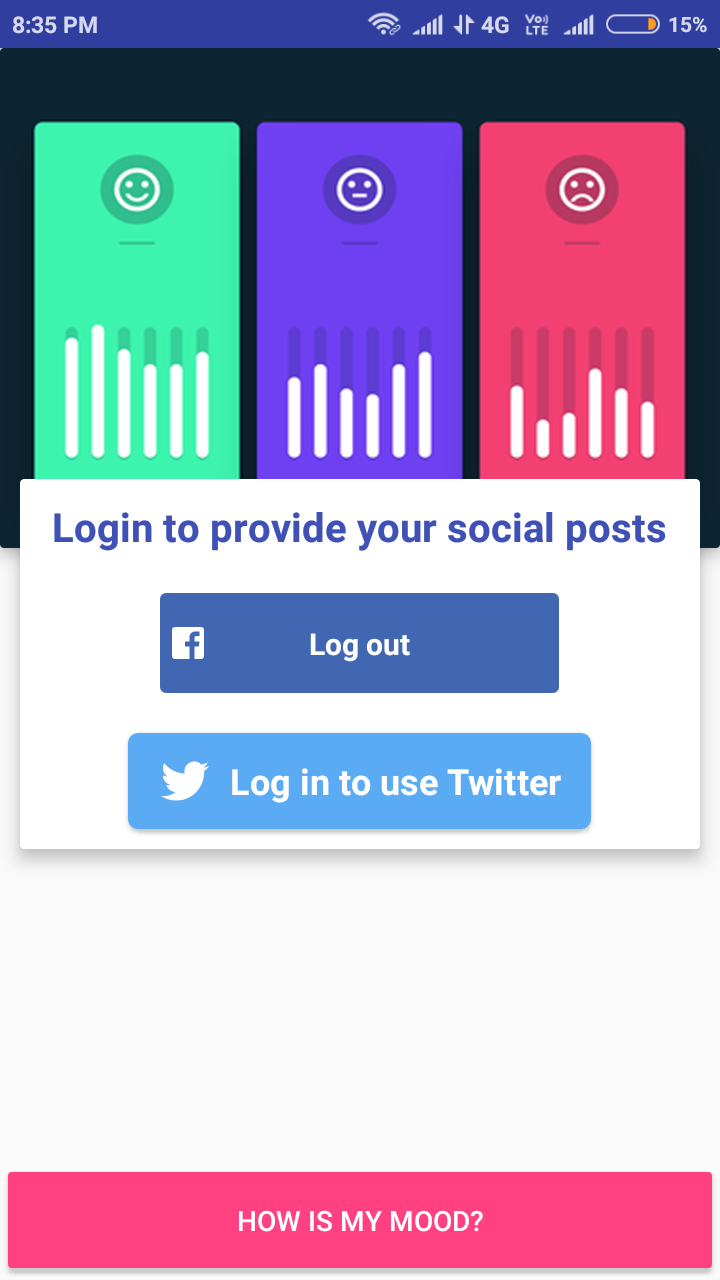 8:35 PM 4G Vo) LTE 15%
Login to provide your social posts
Log out
Log in to use Twitter
HOW IS MY MOOD?